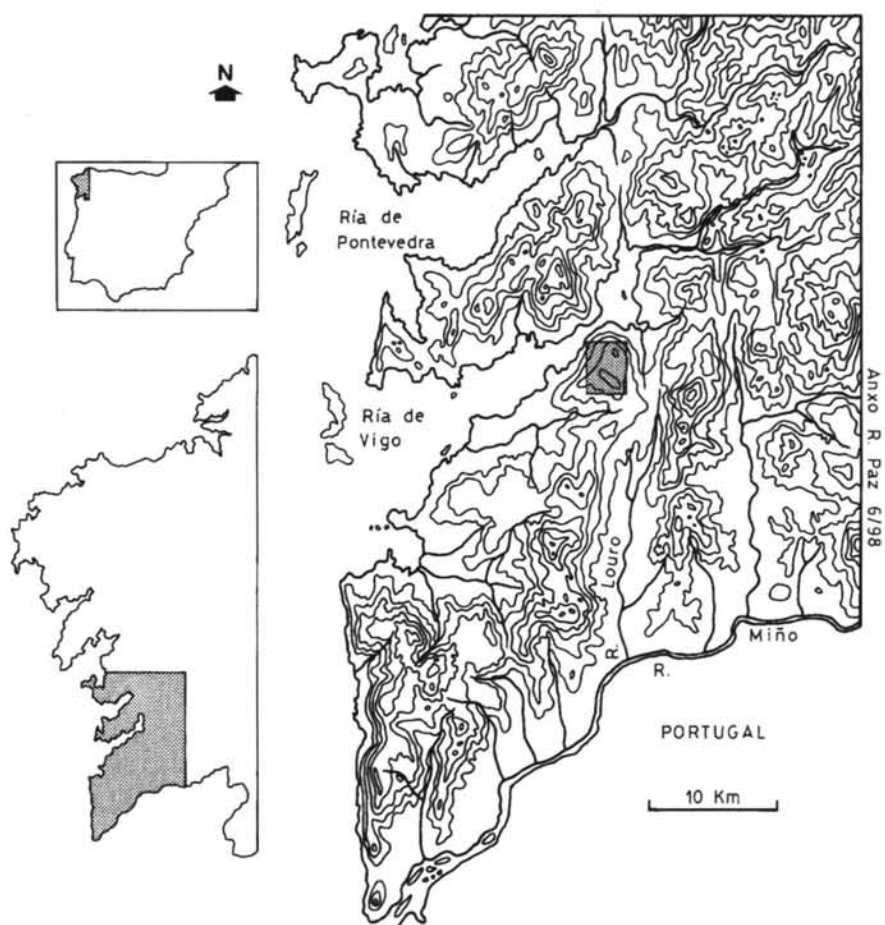 N
Ría de
Pontevedra
Ría de
Vigo
R. Louro
Miño
R.
PORTUGAL
10 Km
Anxo R. Paz 6/98